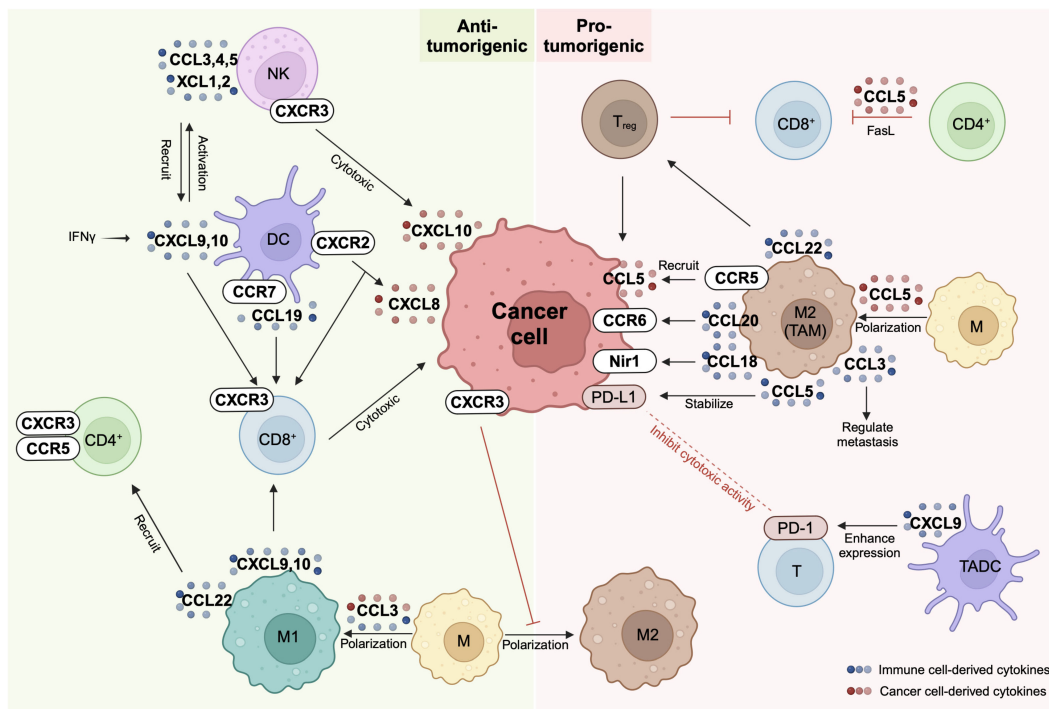 Anti-
tumorigenic
Pro-
tumorigenic
CCL3,4,5
XCL1,2
NK
CXCR3
Recruit
Activation
Cytotoxic
IFNγ
CXCL9,10
DC
CXCR2
CCR7
CCL19
CXCL10
CXCL8
Cancer
cell
CXCR3
CD8⁺
Cytotoxic
CXCR3
CXCR3
CCR5
CD4⁺
Recruit
CXCL9,10
CCL22
M1
CCL3
Polarization
M
Polarization
M2
Treg
CD8⁺
CCL5
FasL
CD4⁺
CCL22
CCL5
Recruit
CCR5
CCR6
CCL20
M2
(TAM)
CCL5
Polarization
M
Nir1
CCL18
CCL3
PD-L1
Stabilize
CCL5
Regulate
metastasis
Inhibit cytotoxic activity
PD-1
T
CXCL9
Enhance
expression
TADC
Immune cell-derived cytokines
Cancer cell-derived cytokines